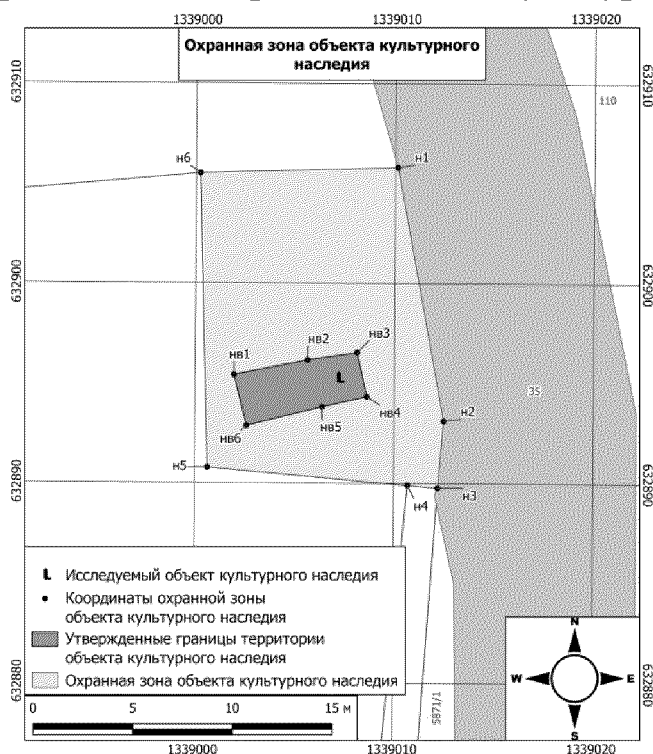 1339000 1339010 1339020
Охранная зона объекта культурного
наследия
632910
632910
110
н6
н1
632900
632900
нв1
нв2
нв3
L
нв4
нв5
нв6
35
н2
н5
н4
н3
632890
632890
L Исследуемый объект культурного наследия
Координаты охранной зоны
объекта культурного наследия
Утвержденные границы территории
объекта культурного наследия
Охранная зона объекта культурного наследия
0 5 10 15 м
632880
632880
5871/1
N
W E
S
1339000 1339010 1339020